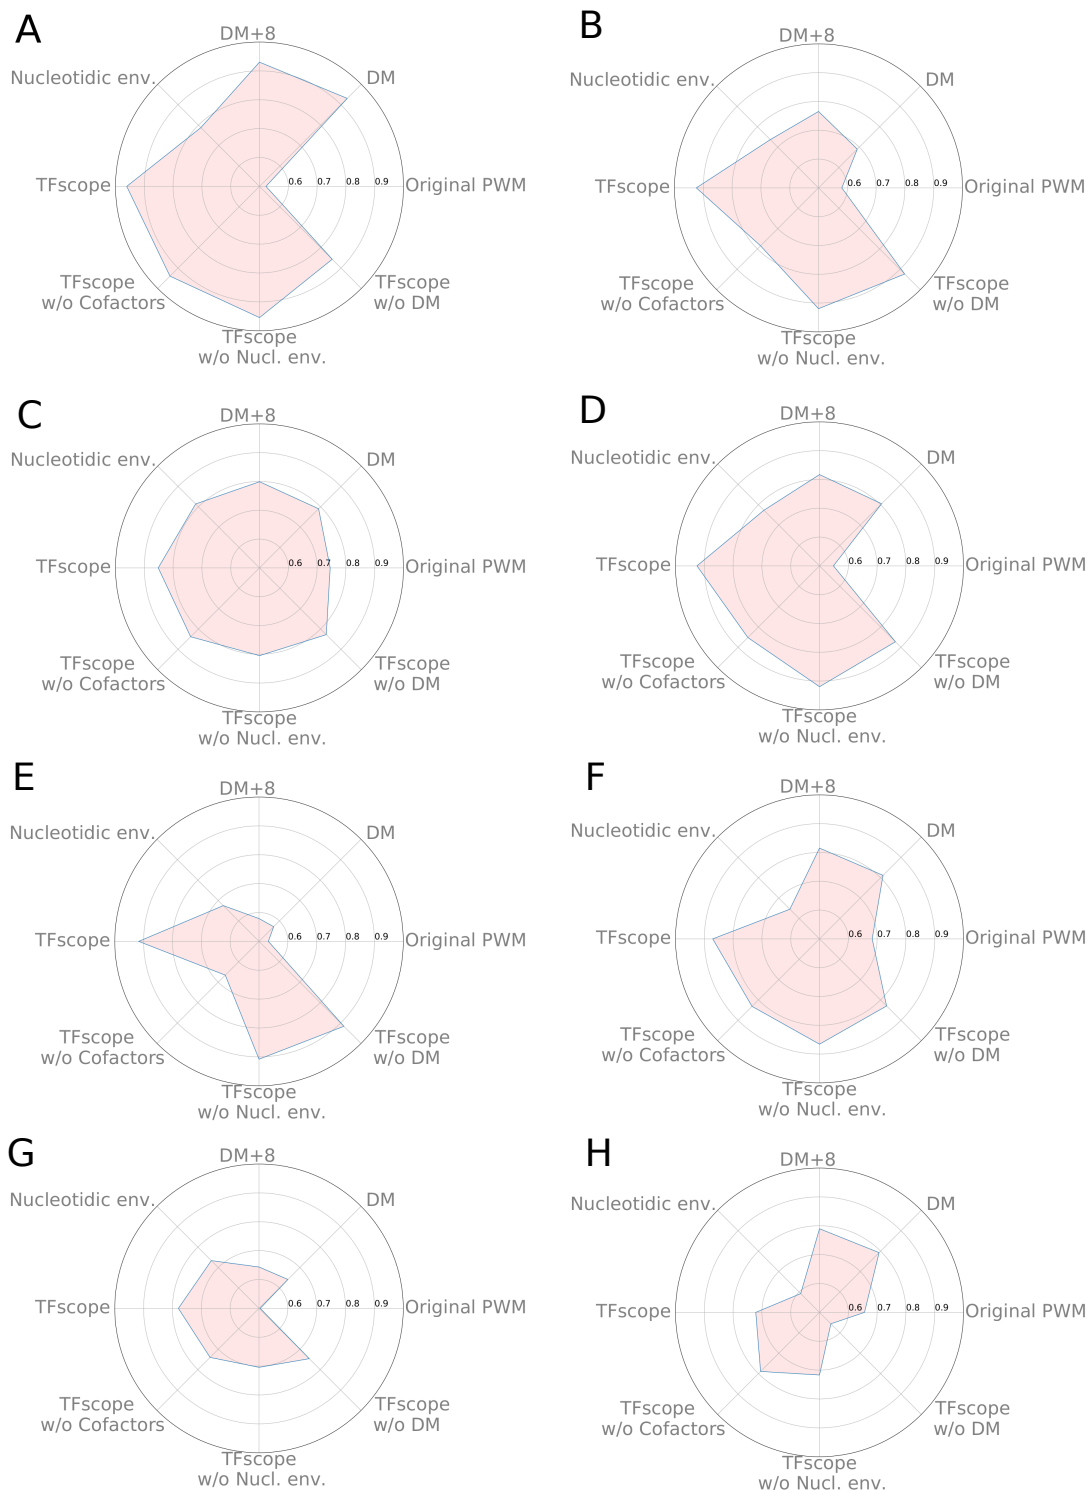 A
DM+8
Nucleotidic env.
DM
TFscope
0.6 0.7 0.8 0.9
Original PWM
TFscope
w/o Cofactors
TFscope
w/o DM
TFscope
w/o Nucl. env.
B
DM+8
Nucleotidic env.
DM
TFscope
0.6 0.7 0.8 0.9
Original PWM
TFscope
w/o Cofactors
TFscope
w/o DM
TFscope
w/o Nucl. env.
C
DM+8
Nucleotidic env.
DM
TFscope
0.6 0.7 0.8 0.9
Original PWM
TFscope
w/o Cofactors
TFscope
w/o DM
TFscope
w/o Nucl. env.
D
DM+8
Nucleotidic env.
DM
TFscope
0.6 0.7 0.8 0.9
Original PWM
TFscope
w/o Cofactors
TFscope
w/o DM
TFscope
w/o Nucl. env.
E
DM+8
Nucleotidic env.
DM
TFscope
0.6 0.7 0.8 0.9
Original PWM
TFscope
w/o Cofactors
TFscope
w/o DM
TFscope
w/o Nucl. env.
F
DM+8
Nucleotidic env.
DM
TFscope
0.6 0.7 0.8 0.9
Original PWM
TFscope
w/o Cofactors
TFscope
w/o DM
TFscope
w/o Nucl. env.
G
DM+8
Nucleotidic env.
DM
TFscope
0.6 0.7 0.8 0.9
Original PWM
TFscope
w/o Cofactors
TFscope
w/o DM
TFscope
w/o Nucl. env.
H
DM+8
Nucleotidic env.
DM
TFscope
0.6 0.7 0.8 0.9
Original PWM
TFscope
w/o Cofactors
TFscope
w/o DM
TFscope
w/o Nucl. env.